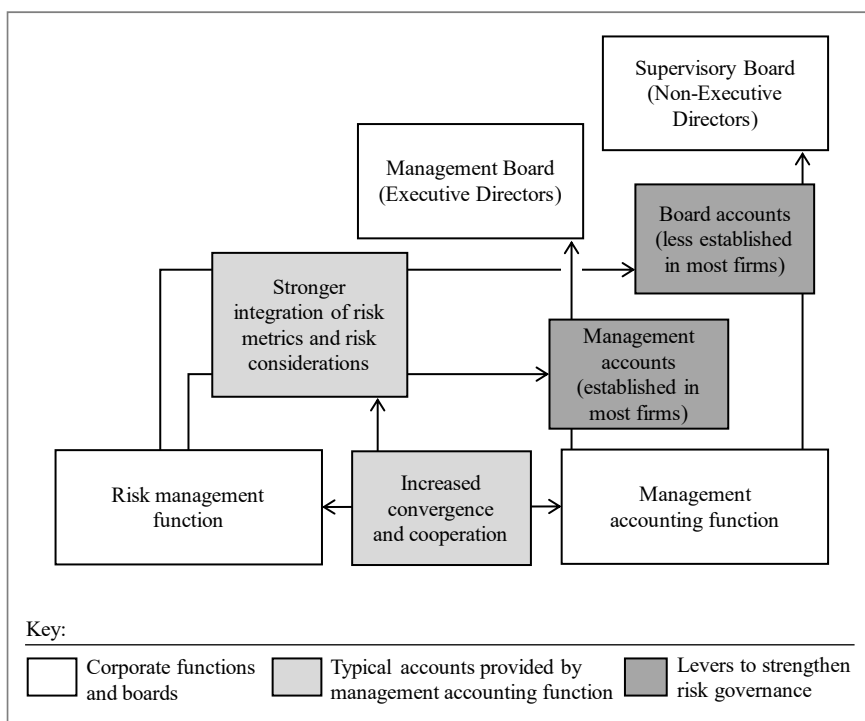 Supervisory Board
(Non-Executive
Directors)
Management Board
(Executive Directors)
Board accounts
(less established
in most firms)
Stronger
integration of risk
metrics and risk
considerations
Management
accounts
(established in
most firms)
Risk management
function
Increased
convergence
and cooperation
Management
accounting function
Key:
Corporate functions
and boards
Typical accounts provided by
management accounting function
Levers to strengthen
risk governance